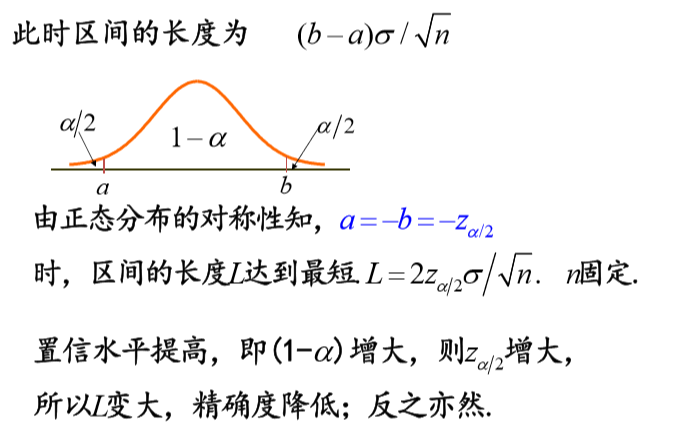 此时区间的长度为 (b−a)σ/√n
α/2
1−α
α/2
a
b
由正态分布的对称性知，a=−b=−z_{α/2}
时，区间的长度L达到最短.L=2z_{α/2}σ/√n. n固定.
置信水平提高，即(1-α)增大，则z_{α/2}增大，
所以L变大，精确度降低；反之亦然.